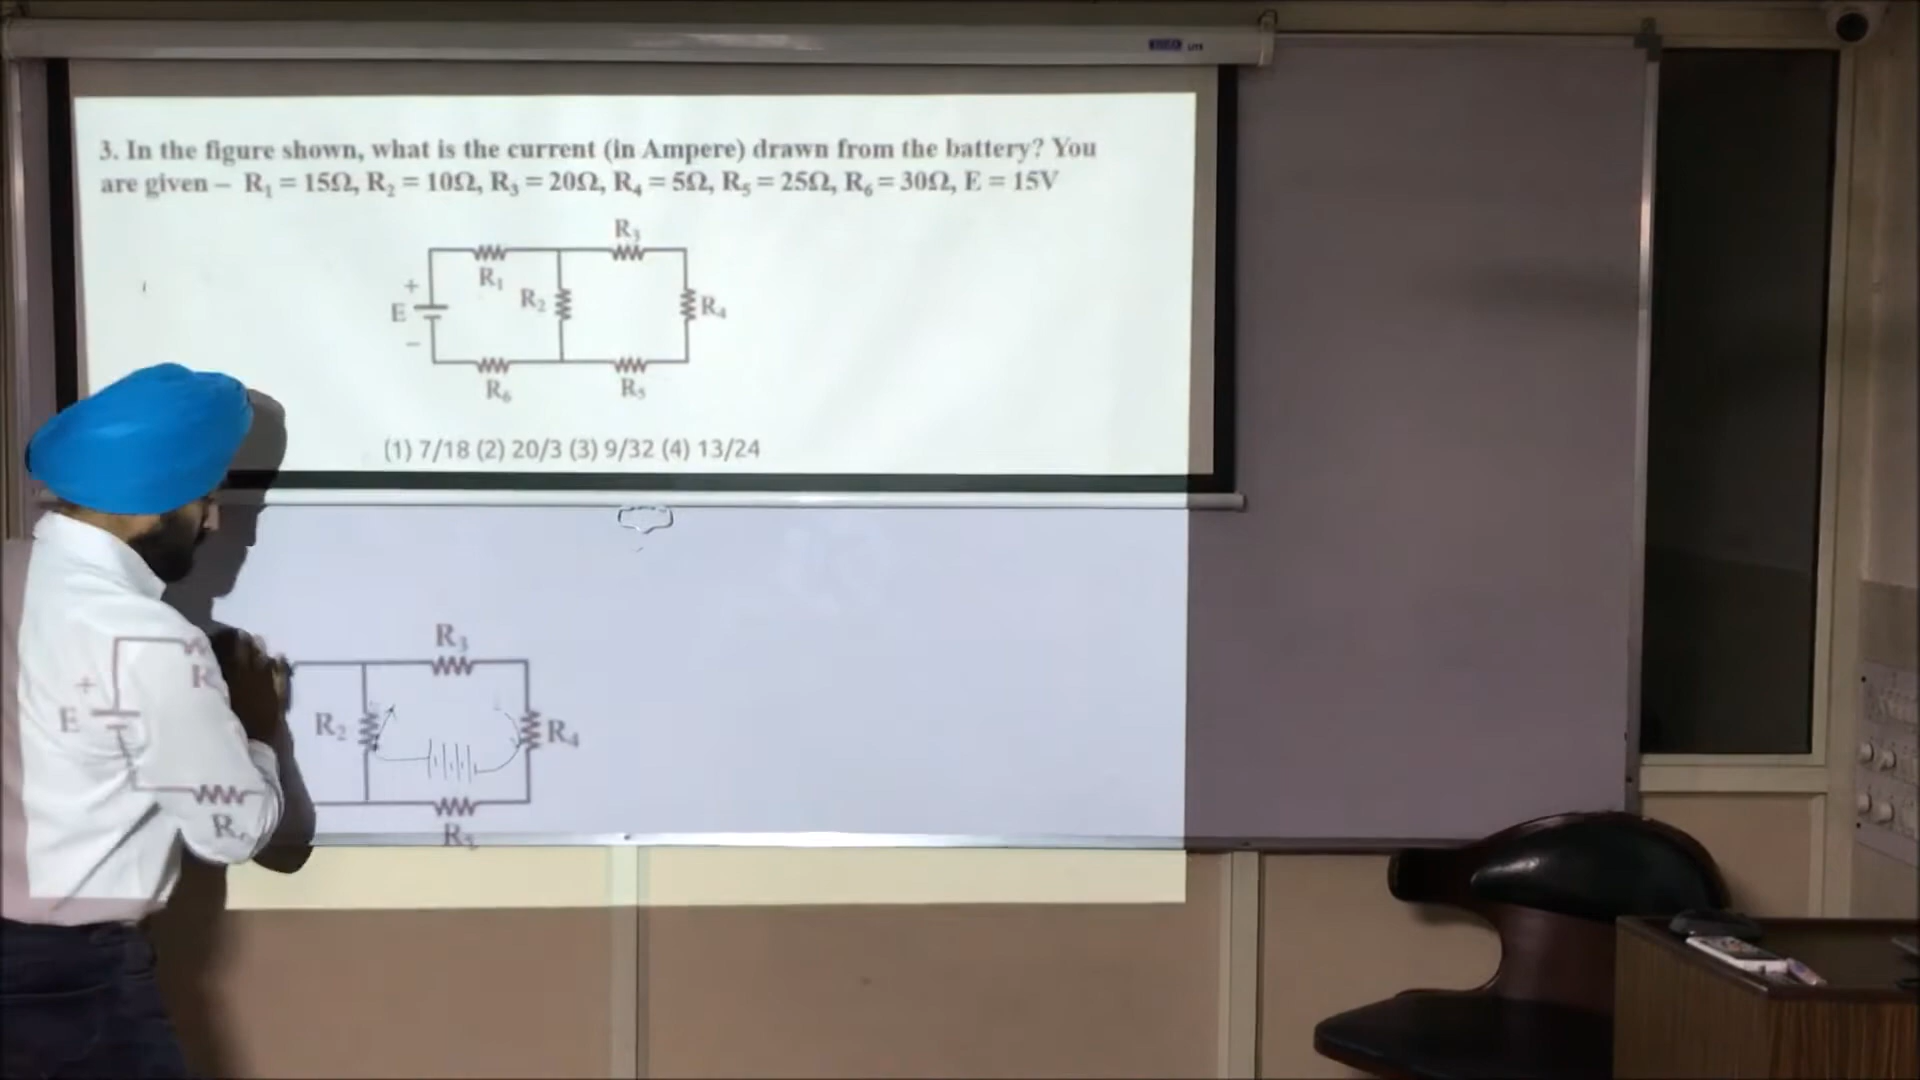 3. In the figure shown, what is the current (in Ampere) drawn from the battery? You
are given – R₁ = 15Ω, R₂ = 10Ω, R₃ = 20Ω, R₄ = 5Ω, R₅ = 25Ω, R₆ = 30Ω, E = 15V
R₃
+
R₁
R₂
R₄
E
–
R₆
R₅
(1) 7/18 (2) 20/3 (3) 9/32 (4) 13/24
R₃
+
R
E
R₂
R₄
R₅